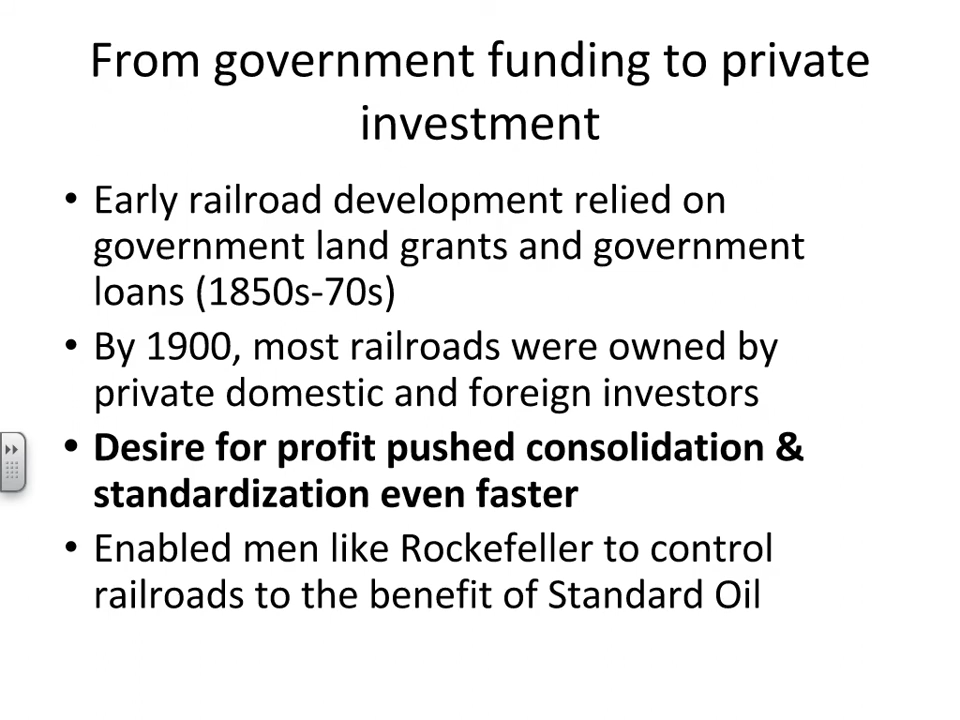 From government funding to private
investment
• Early railroad development relied on
government land grants and government
loans (1850s-70s)
• By 1900, most railroads were owned by
private domestic and foreign investors
• Desire for profit pushed consolidation &
standardization even faster
• Enabled men like Rockefeller to control
railroads to the benefit of Standard Oil